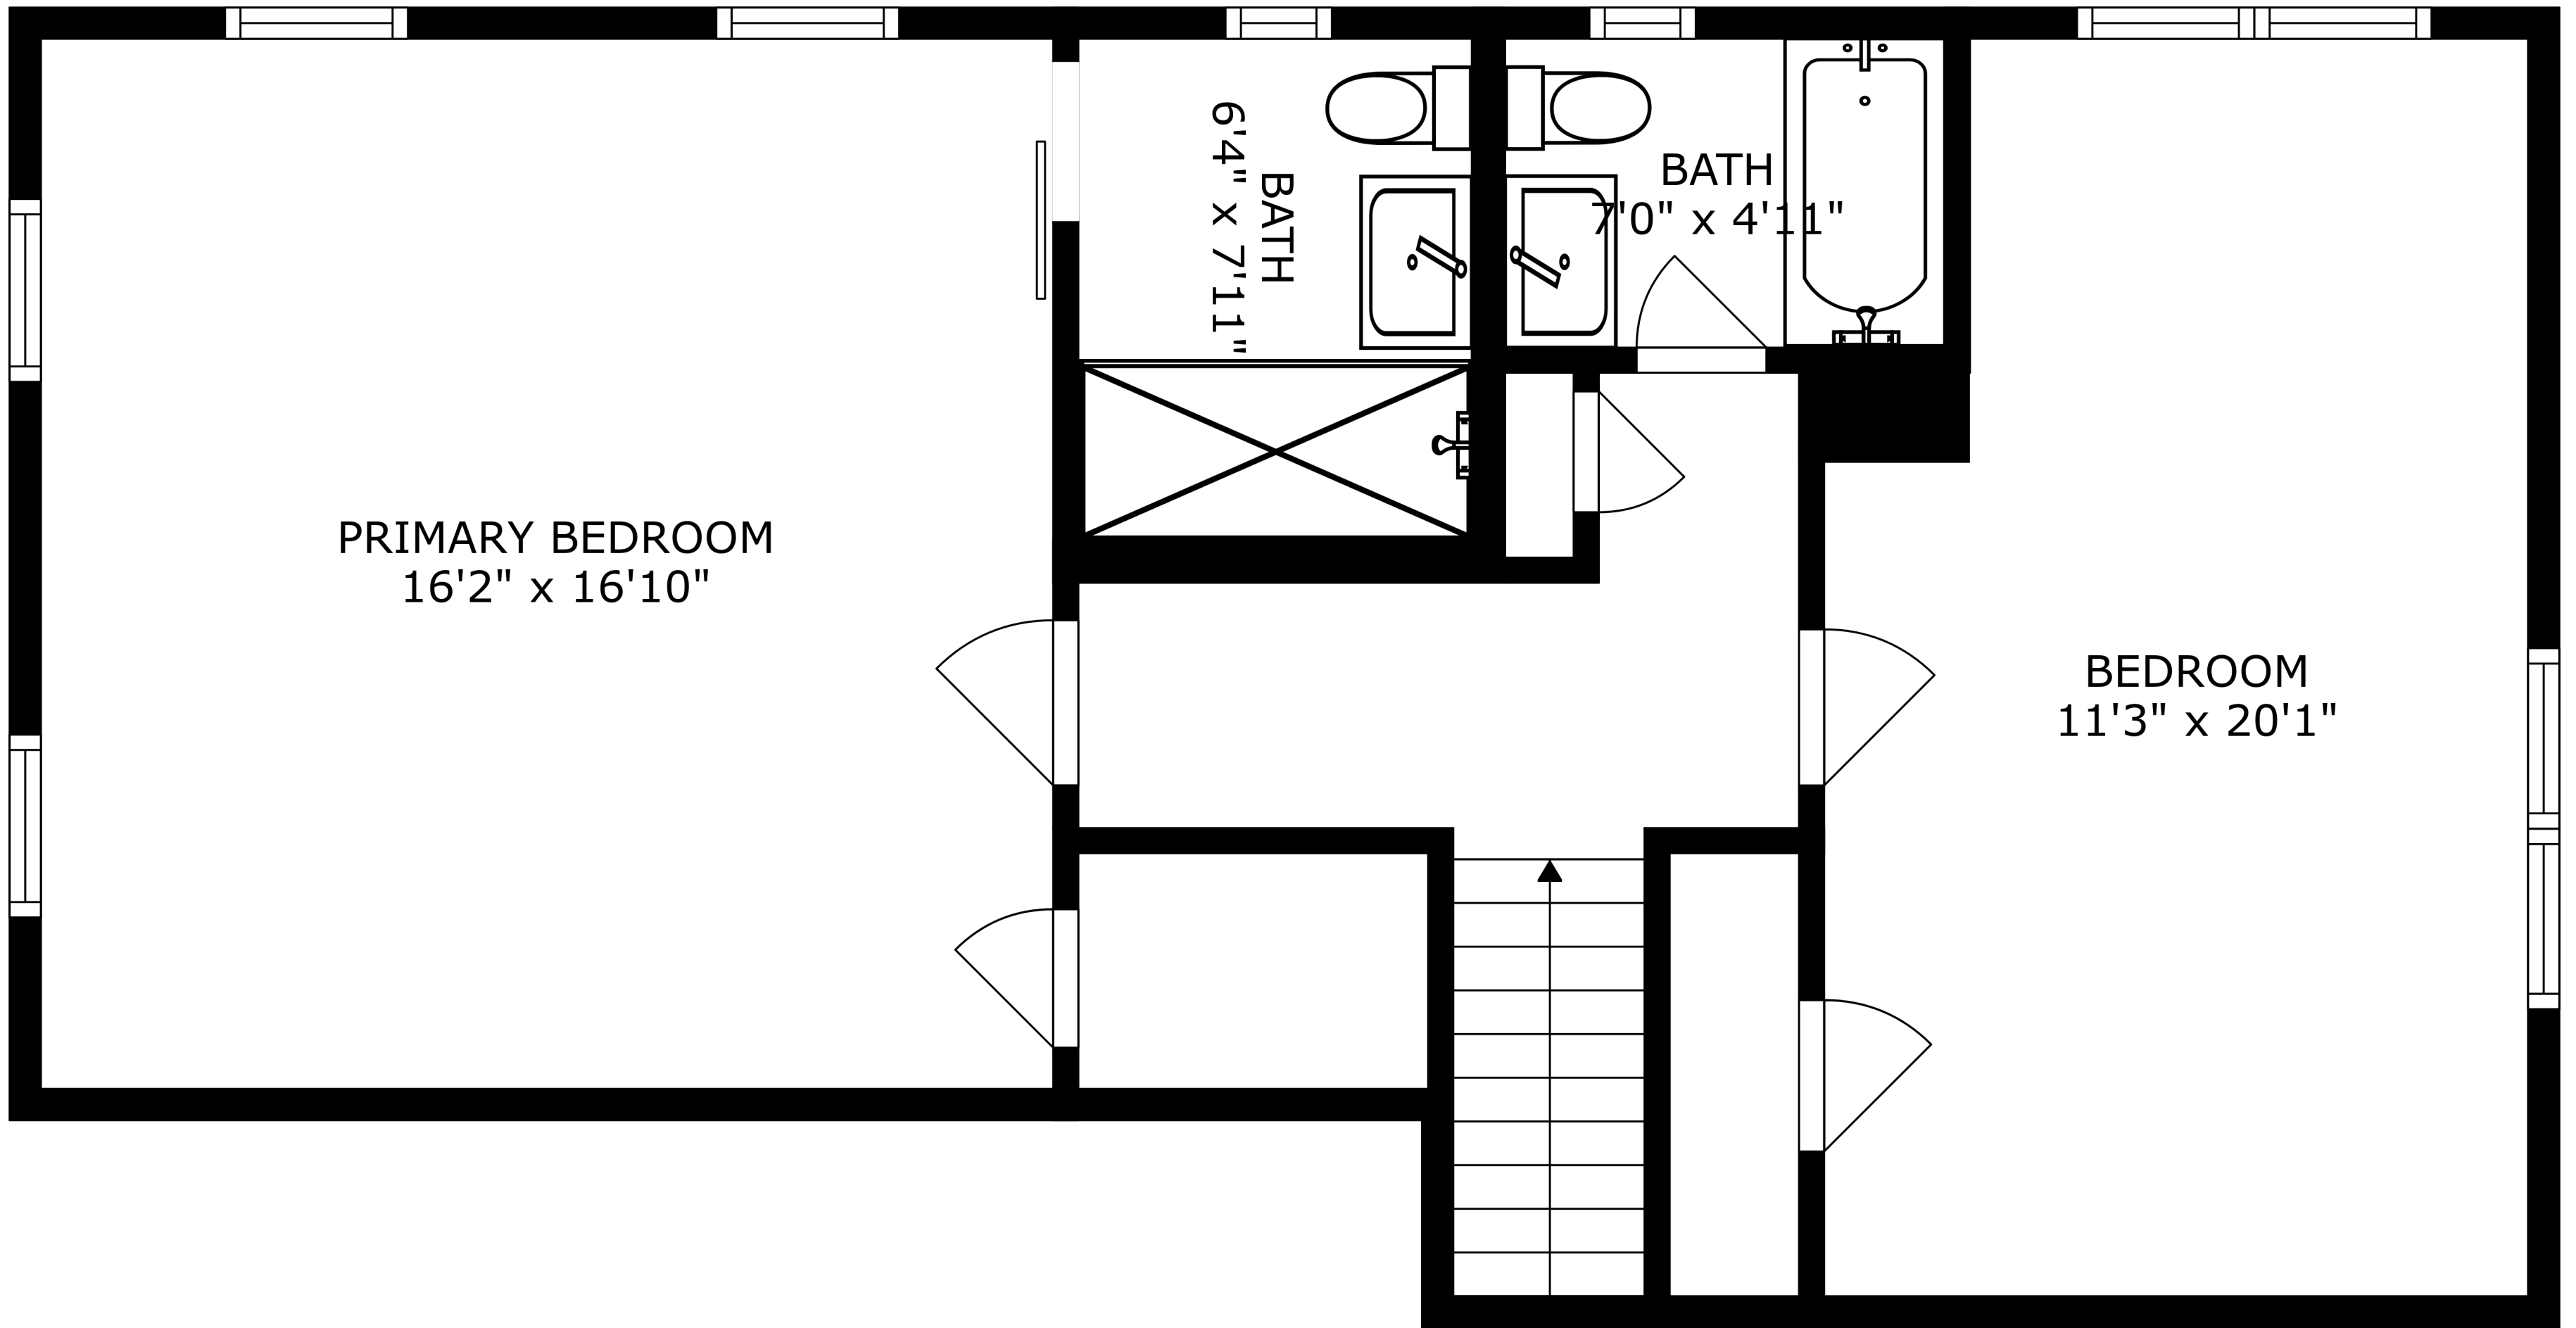 BATH
6'4" x 7'11"
BATH
7'0" x 4'11"
PRIMARY BEDROOM
16'2" x 16'10"
BEDROOM
11'3" x 20'1"